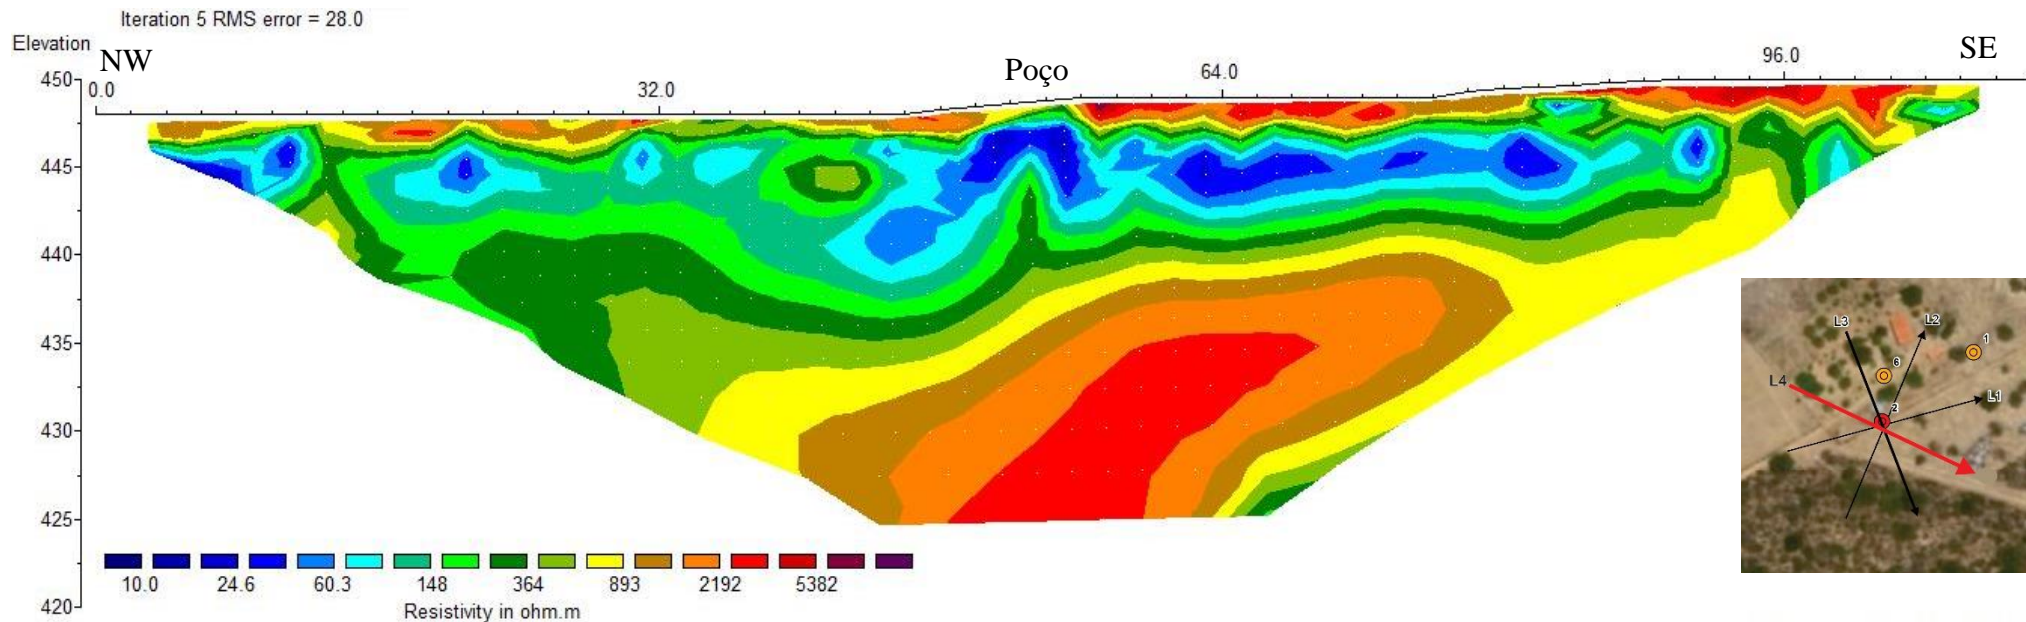 Iteration 5 RMS error = 28.0
Elevation
NW
Poço
SE
450
0.0
32.0
64.0
96.0
445
440
435
430
425
420
L3
L2
1
6
L4
L1
2
10.0 24.6 60.3 148 364 893 2192 5382
Resistivity in ohm.m